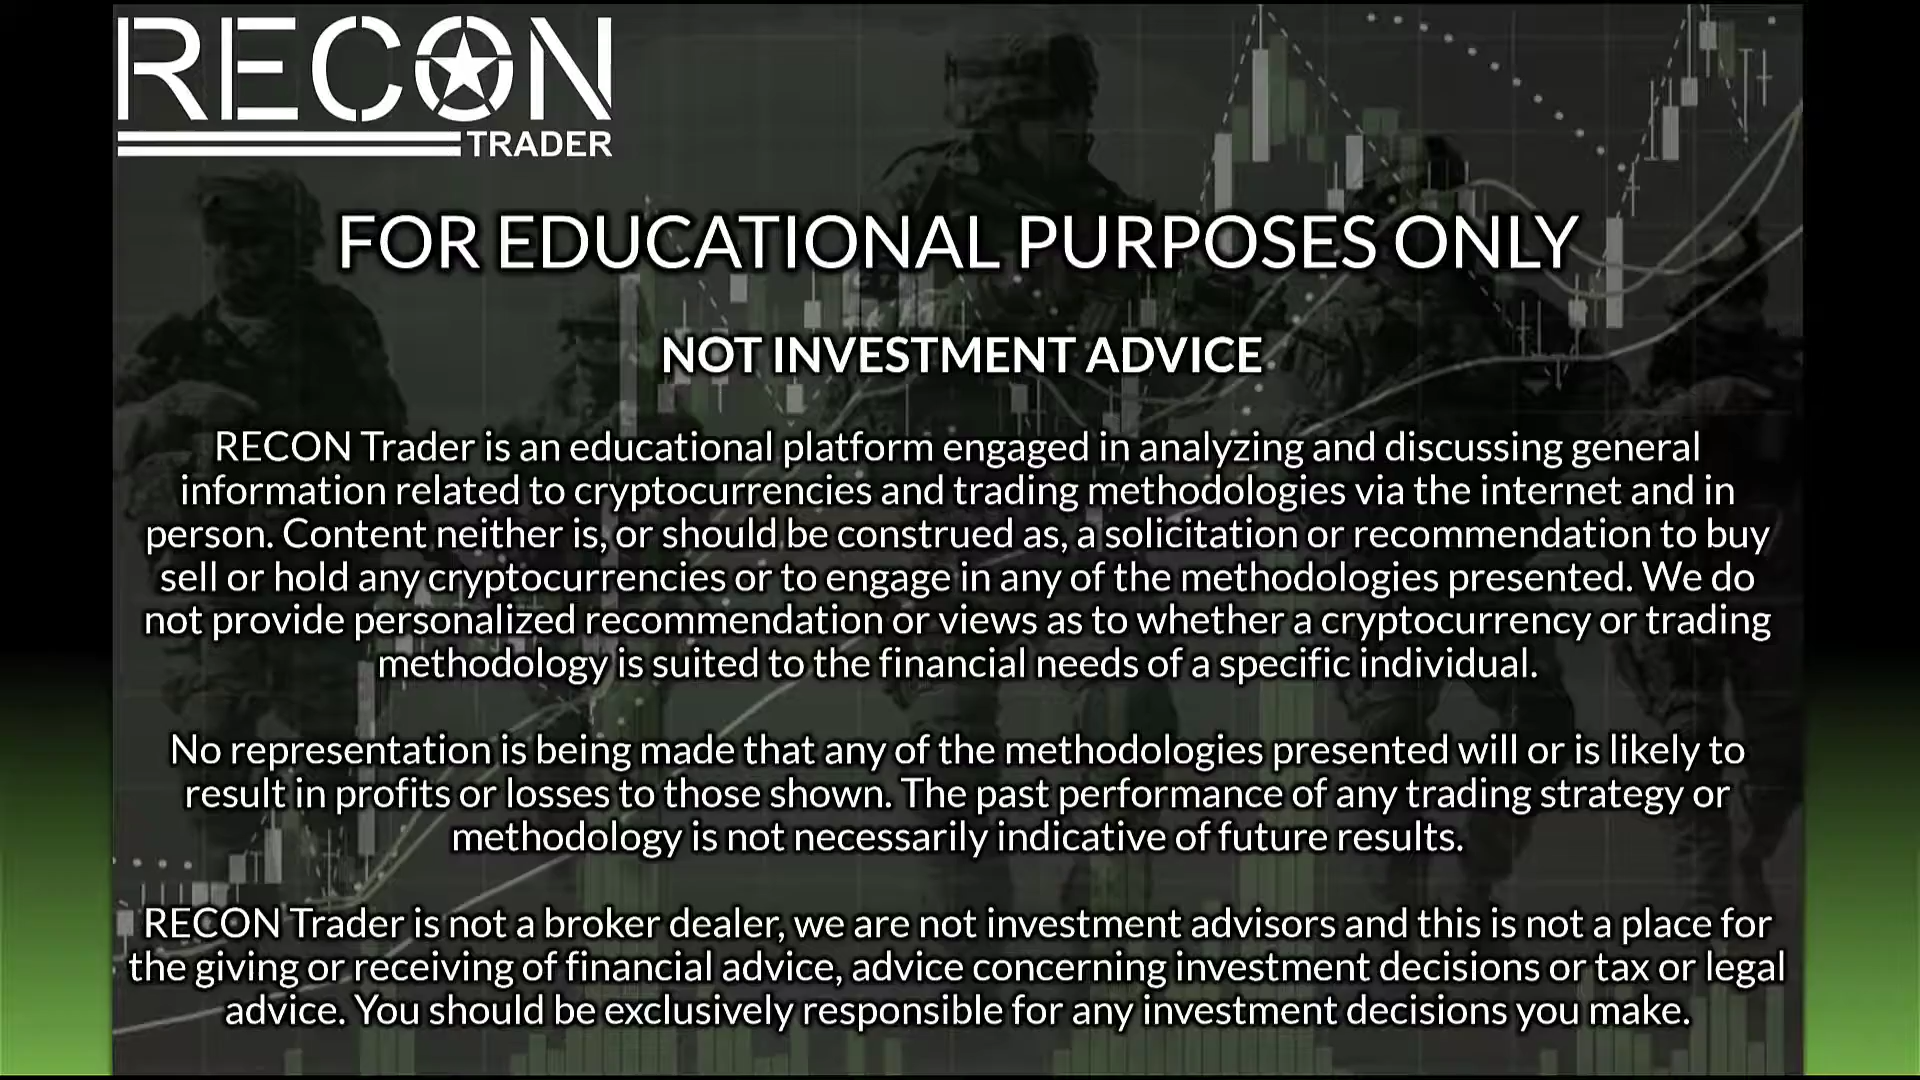 RECON
TRADER
FOR EDUCATIONAL PURPOSES ONLY
NOT INVESTMENT ADVICE
RECON Trader is an educational platform engaged in analyzing and discussing general
information related to cryptocurrencies and trading methodologies via the internet and in
person. Content neither is, or should be construed as, a solicitation or recommendation to buy
sell or hold any cryptocurrencies or to engage in any of the methodologies presented. We do
not provide personalized recommendation or views as to whether a cryptocurrency or trading
methodology is suited to the financial needs of a specific individual.
No representation is being made that any of the methodologies presented will or is likely to
result in profits or losses to those shown. The past performance of any trading strategy or
methodology is not necessarily indicative of future results.
RECON Trader is not a broker dealer, we are not investment advisors and this is not a place for
the giving or receiving of financial advice, advice concerning investment decisions or tax or legal
advice. You should be exclusively responsible for any investment decisions you make.